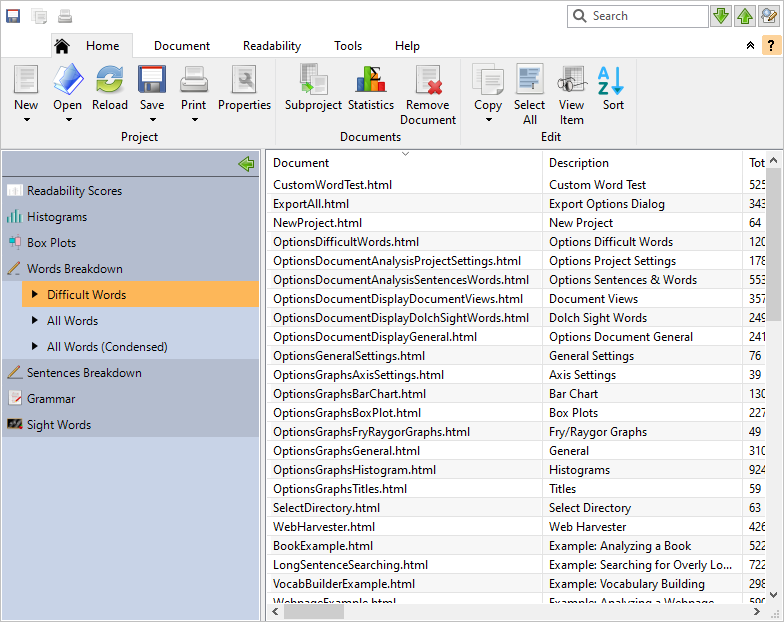 Search
Home Document Readability Tools Help
?
New Open Reload Save Print Properties Subproject Statistics Remove Document Copy Select All View Item Sort
Project Documents Edit
Readability Scores
Histograms
Box Plots
Words Breakdown
Difficult Words
All Words
All Words (Condensed)
Sentences Breakdown
Grammar
Sight Words
Document Description Tot
CustomWordTest.html Custom Word Test 525
ExportAll.html Export Options Dialog 343
NewProject.html New Project 64
OptionsDifficultWords.html Options Difficult Words 120
OptionsDocumentAnalysisProjectSettings.html Options Project Settings 178
OptionsDocumentAnalysisSentencesWords.html Options Sentences & Words 553
OptionsDocumentDisplayDocumentViews.html Document Views 357
OptionsDocumentDisplayDolchSightWords.html Dolch Sight Words 249
OptionsDocumentDisplayGeneral.html Options Document General 241
OptionsGeneralSettings.html General Settings 76
OptionsGraphsAxisSettings.html Axis Settings 39
OptionsGraphsBarChart.html Bar Chart 130
OptionsGraphsBoxPlot.html Box Plots 227
OptionsGraphsFryRaygorGraphs.html Fry/Raygor Graphs 49
OptionsGraphsGeneral.html General 310
OptionsGraphsHistogram.html Histograms 924
OptionsGraphsTitles.html Titles 59
SelectDirectory.html Select Directory 63
WebHarvester.html Web Harvester 426
BookExample.html Example: Analyzing a Book 522
LongSentenceSearching.html Example: Searching for Overly Lo... 722
VocabBuilderExample.html Example: Vocabulary Building 298
WebpageExample.html Example: Analyzing a Webpage 590